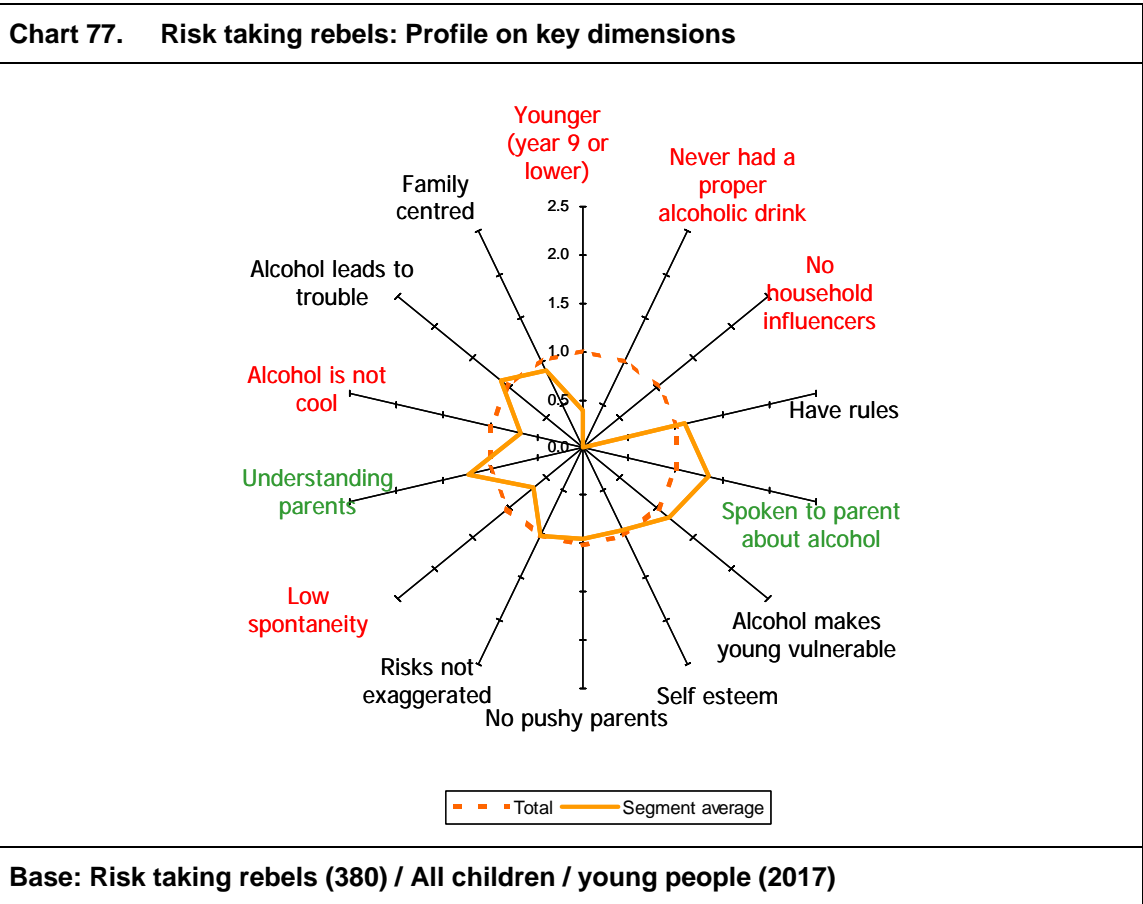 Chart 77. Risk taking rebels: Profile on key dimensions
Younger
(year 9 or
lower)
Never had a
proper
alcoholic drink
No
household
influencers
Have rules
Spoken to parent
about alcohol
Alcohol makes
young vulnerable
Self esteem
No pushy parents
Risks not
exaggerated
Low
spontaneity
Understanding
parents
Alcohol is not
cool
Alcohol leads to
trouble
Family
centred
2.5
2.0
1.5
1.0
0.5
0.0
Total
Segment average
Base: Risk taking rebels (380) / All children / young people (2017)